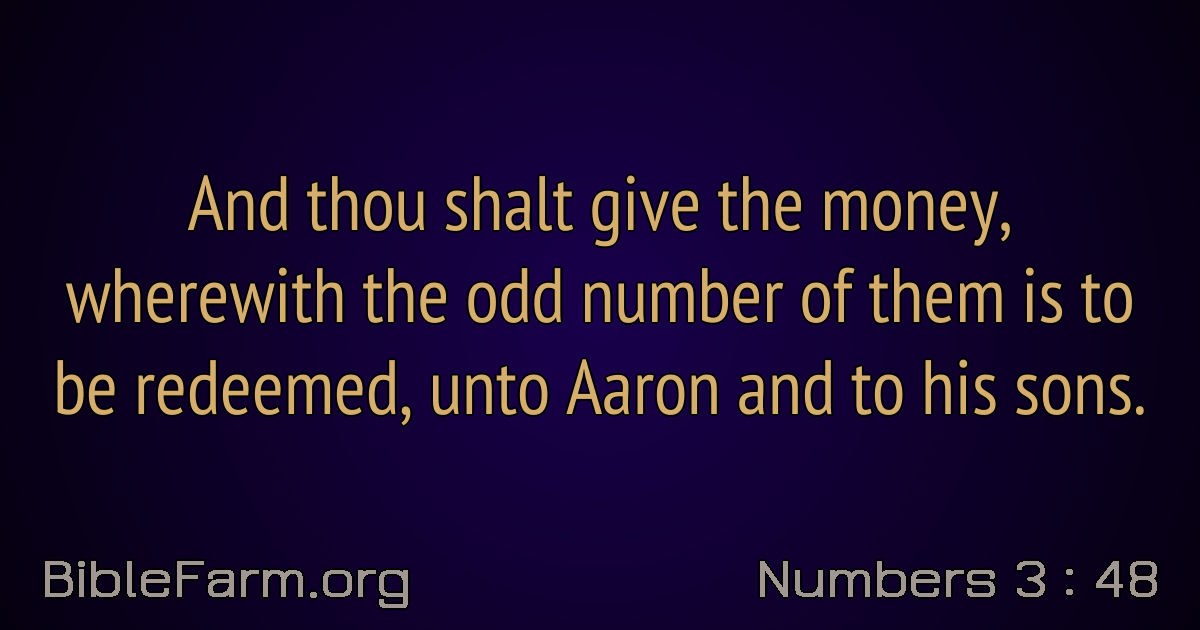 And thou shalt give the money,
wherewith the odd number of them is to
be redeemed, unto Aaron and to his sons.
BibleFarm.org
Numbers 3 : 48